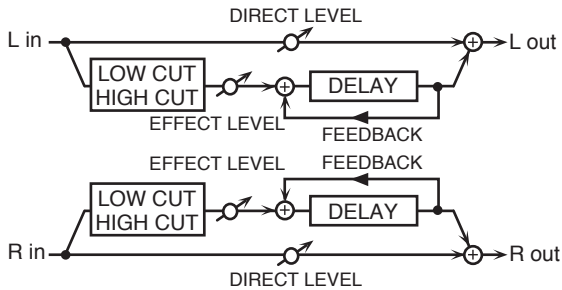 DIRECT LEVEL
L in
L out
LOW CUT
HIGH CUT
DELAY
EFFECT LEVEL
FEEDBACK
EFFECT LEVEL
FEEDBACK
LOW CUT
HIGH CUT
DELAY
R in
R out
DIRECT LEVEL